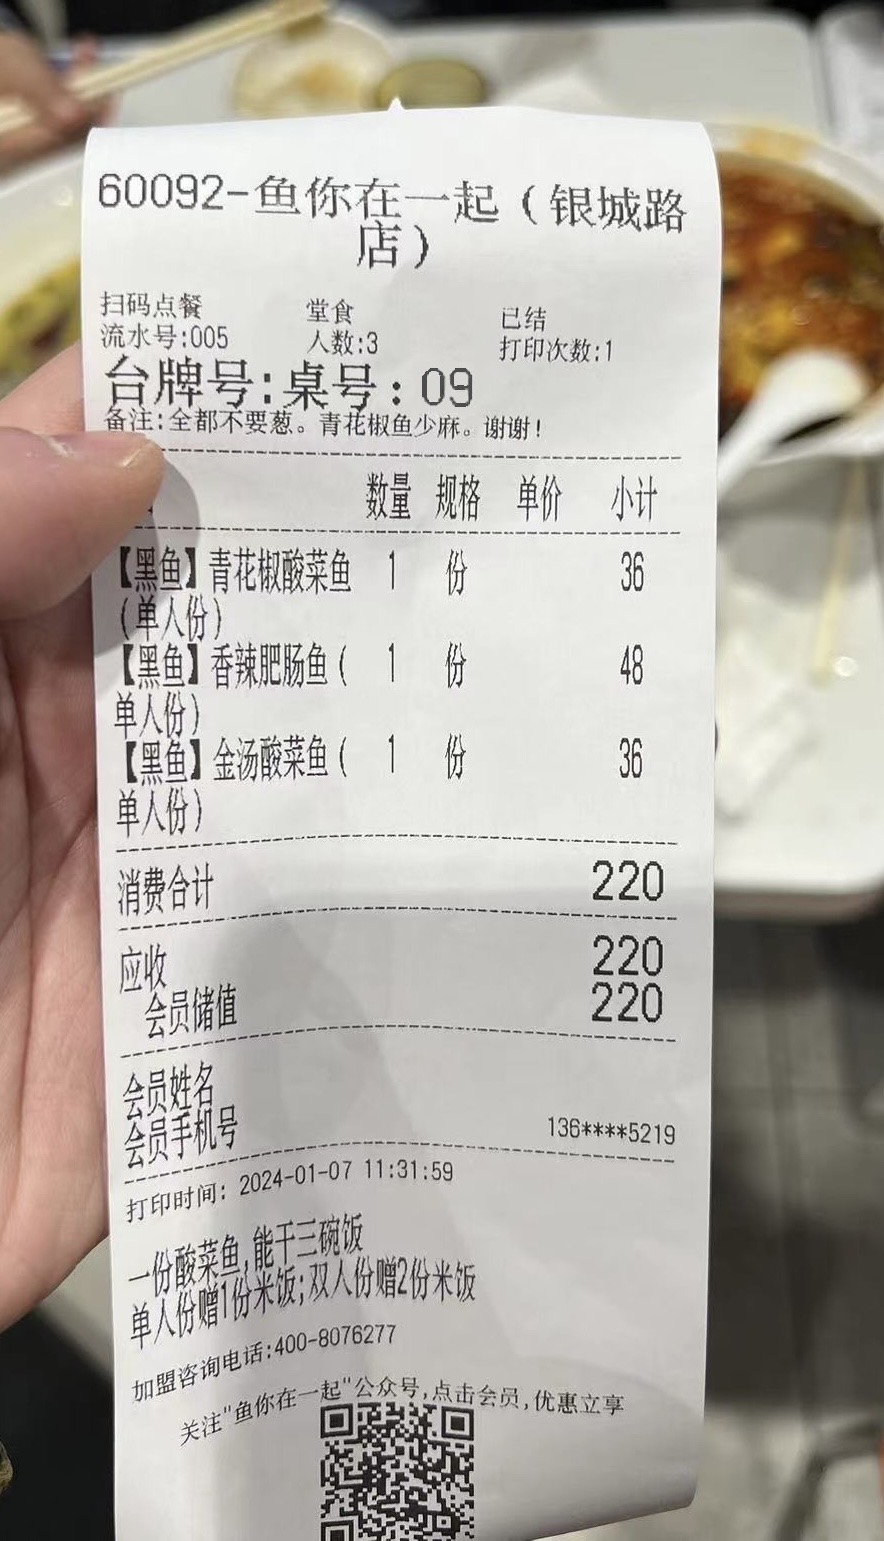 60092-鱼你在一起（银城路
店）
扫码点餐 堂食 已结
流水号:005 人数:3 打印次数:1
台牌号:桌号：09
备注:全都不要葱。青花椒鱼少麻。谢谢!
数量 规格 单价 小计
【黑鱼】青花椒酸菜鱼 1 份 36
(单人份)
【黑鱼】香辣肥肠鱼( 1 份 48
单人份)
【黑鱼】金汤酸菜鱼( 1 份 36
单人份)
消费合计 220
应收 220
会员储值 220
会员姓名
会员手机号 136****5219
打印时间: 2024-01-07 11:31:59
一份酸菜鱼,能干三碗饭
单人份赠1份米饭;双人份赠2份米饭
加盟咨询电话:400-8076277
关注"鱼你在一起"公众号,点击会员,优惠立享